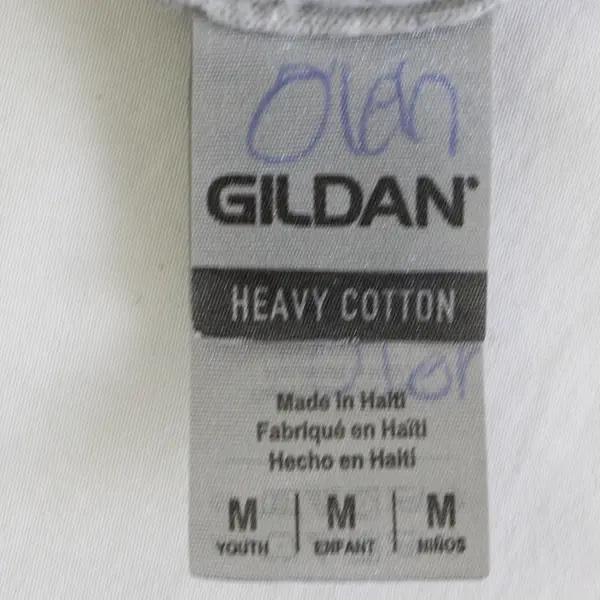 Olen
GILDAN®
HEAVY COTTON
Made in Haiti
Fabriqué en Haïti
Hecho en Haití
M | M | M
YOUTH | ENFANT | NIÑOS